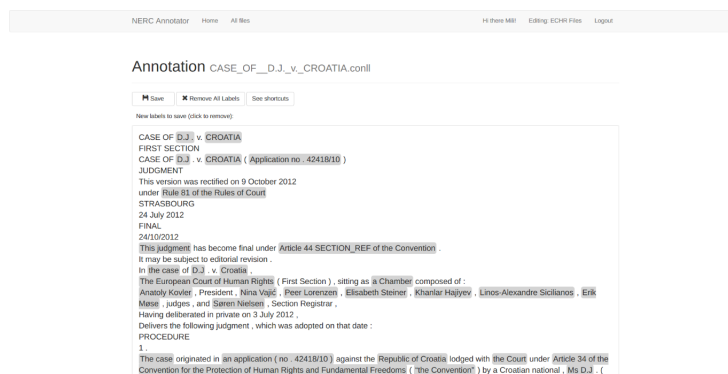 NERC Annotator Home All files Hi there Mili! Editing: ECHR Files Logout
Annotation CASE_OF__D.J._v._CROATIA.conll
Save Remove All Labels See shortcuts
New labels to save (click to remove):
CASE OF D.J . v. CROATIA
FIRST SECTION
CASE OF D.J . v. CROATIA ( Application no . 42418/10 )
JUDGMENT
This version was rectified on 9 October 2012
under Rule 81 of the Rules of Court
STRASBOURG
24 July 2012
FINAL
24/10/2012
This judgment has become final under Article 44 SECTION_REF of the Convention .
It may be subject to editorial revision .
In the case of D.J . v. Croatia ,
The European Court of Human Rights ( First Section ) , sitting as a Chamber composed of :
Anatoly Kovler , President , Nina Vajić , Peer Lorenzen , Elisabeth Steiner , Khanlar Hajiyev , Linos-Alexandre Sicilianos , Erik
Møse , judges , and Søren Nielsen , Section Registrar ,
Having deliberated in private on 3 July 2012 ,
Delivers the following judgment , which was adopted on that date :
PROCEDURE
1 .
The case originated in an application ( no . 42418/10 ) against the Republic of Croatia lodged with the Court under Article 34 of the
Convention for the Protection of Human Rights and Fundamental Freedoms ( "the Convention" ) by a Croatian national , Ms D.J . (